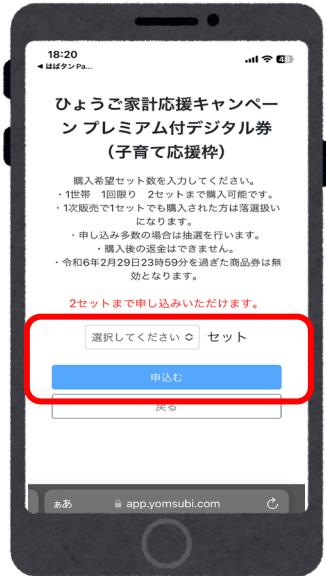 18:20
◀ はばタン Pa...
ひょうご家計応援キャンペー
ン プレミアム付デジタル券
（子育て応援枠）
購入希望セット数を入力してください。
・1世帯　1回限り　2セットまで購入可能です。
・1次販売で1セットでも購入された方は落選扱い
になります。
・申し込み多数の場合は抽選を行います。
・購入後の返金はできません。
・令和6年2月29日23時59分を過ぎた商品券は無
効となります。
2セットまで申し込みいただけます。
選択してください セット
申込む
戻る
ぁあ app.yomsubi.com